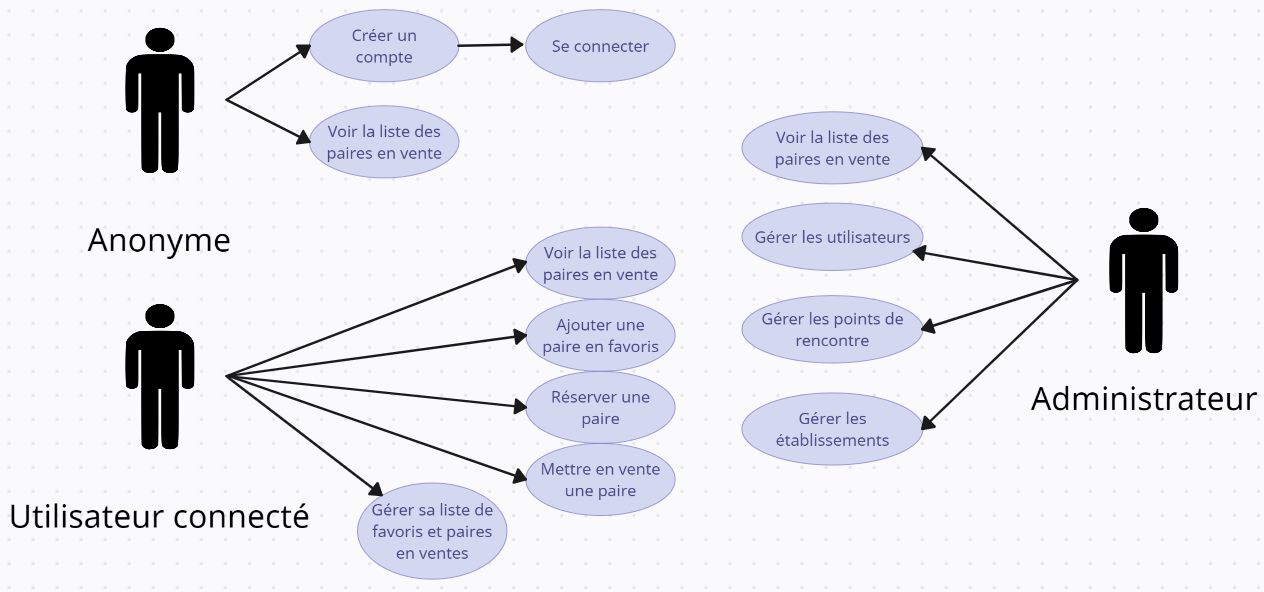 Créer un
compte
Se connecter
Voir la liste des
paires en vente
Anonyme
Voir la liste des
paires en vente
Ajouter une
paire en favoris
Réserver une
paire
Mettre en vente
une paire
Gérer sa liste de
favoris et paires
en ventes
Utilisateur connecté
Voir la liste des
paires en vente
Gérer les utilisateurs
Gérer les points de
rencontre
Gérer les
établissements
Administrateur